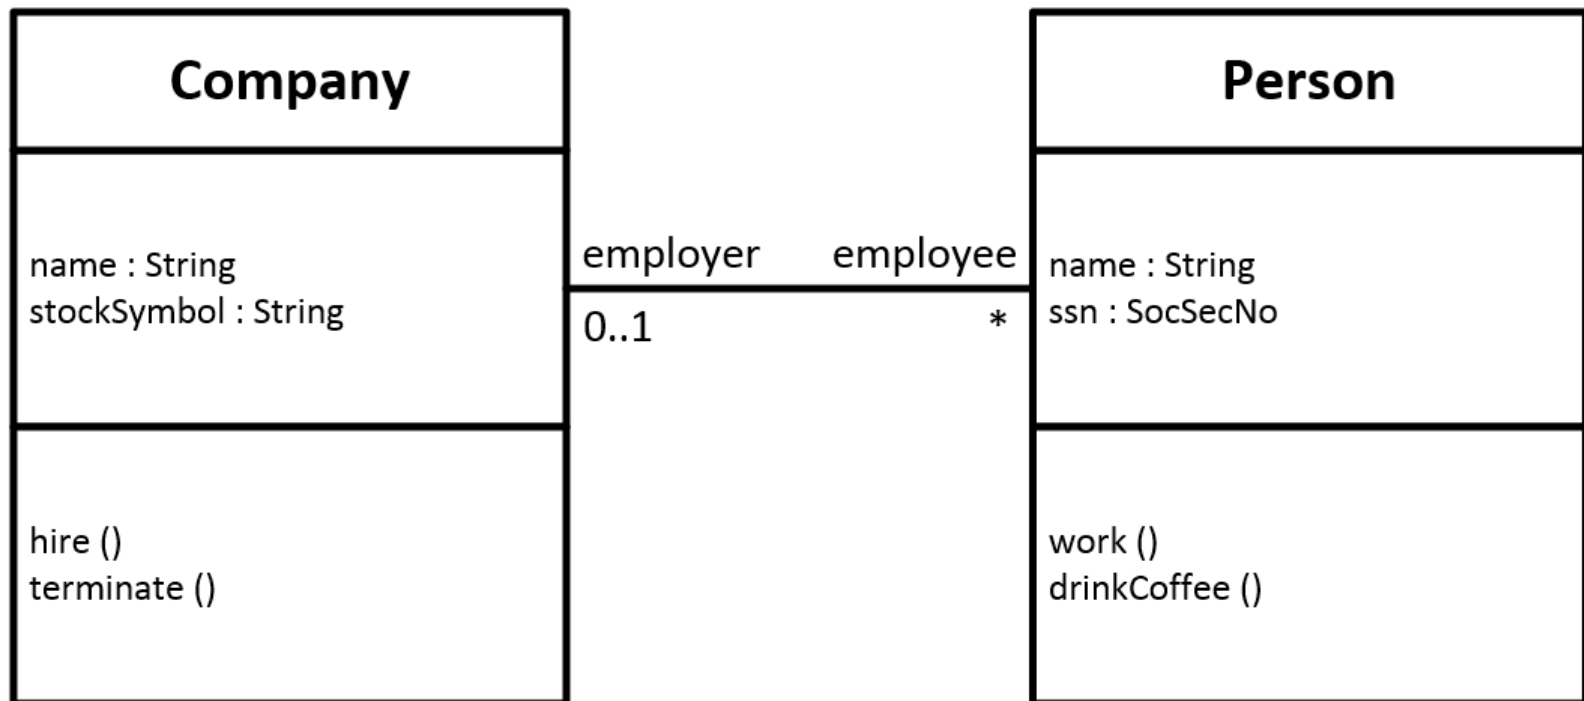 Company
name : String
stockSymbol : String
hire ()
terminate ()
employer
employee
0..1
*
Person
name : String
ssn : SocSecNo
work ()
drinkCoffee ()